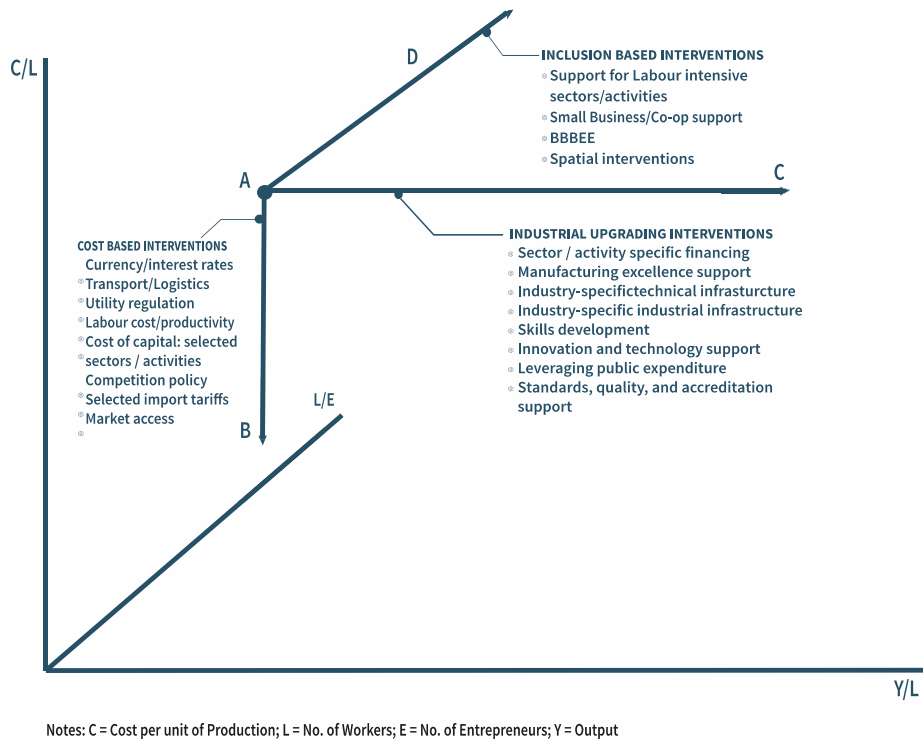 C/L
D
INCLUSION BASED INTERVENTIONS
Support for Labour intensive
sectors/activities
Small Business/Co-op support
BBBEE
Spatial interventions
A
C
COST BASED INTERVENTIONS
Currency/interest rates
Transport/Logistics
Utility regulation
Labour cost/productivity
Cost of capital: selected
sectors / activities
Competition policy
Selected import tariffs
Market access
INDUSTRIAL UPGRADING INTERVENTIONS
Sector / activity specific financing
Manufacturing excellence support
Industry-specifictechnical infrasturcture
Industry-specific industrial infrastructure
Skills development
Innovation and technology support
Leveraging public expenditure
Standards, quality, and accreditation
support
L/E
B
Y/L
Notes: C = Cost per unit of Production; L = No. of Workers; E = No. of Entrepreneurs; Y = Output